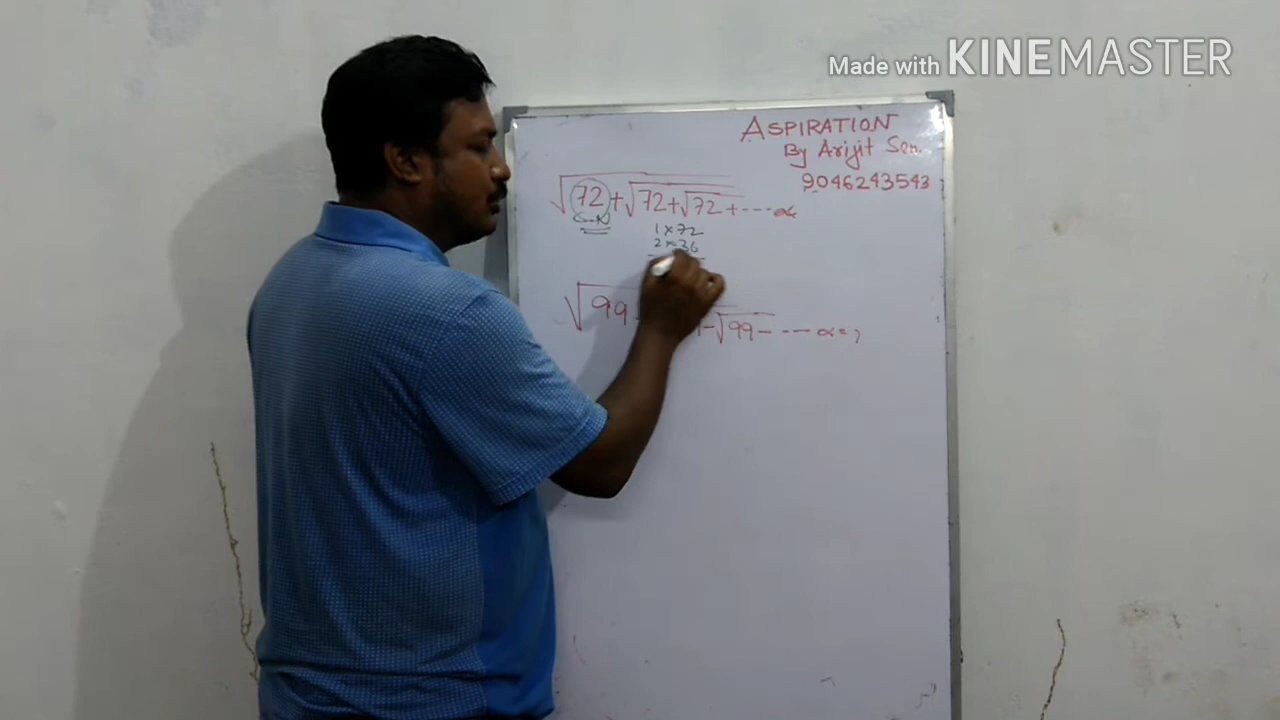 Made with KINEMASTER
ASPIRATION
By Arijit Sen.
9046243543
√72+√72+√72+----α
1×72
2×36
√99 -√99- --- α=?